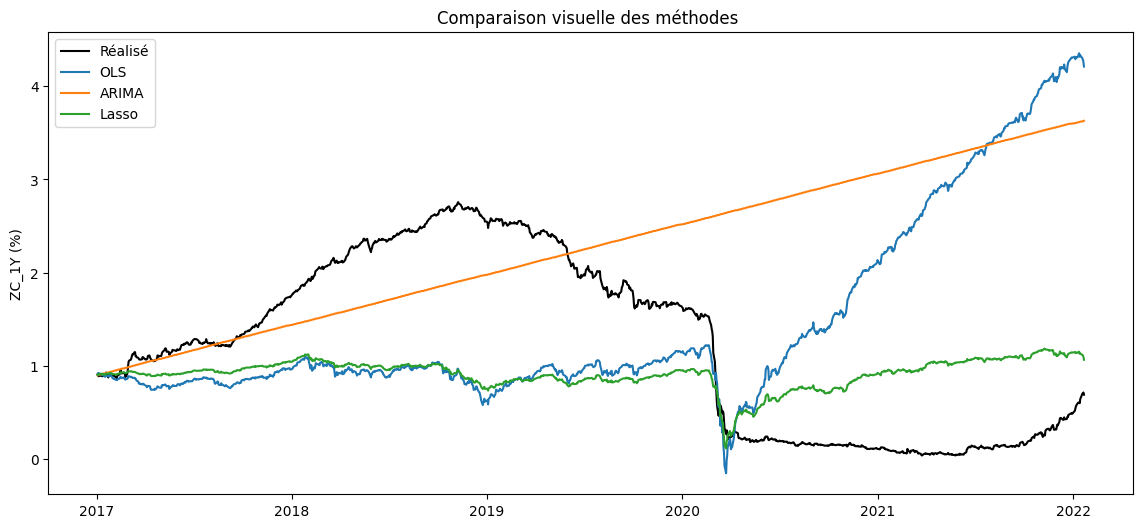 Comparaison visuelle des méthodes
Réalisé
OLS
ARIMA
Lasso
ZC_1Y (%)
4
3
2
1
0
2017 2018 2019 2020 2021 2022